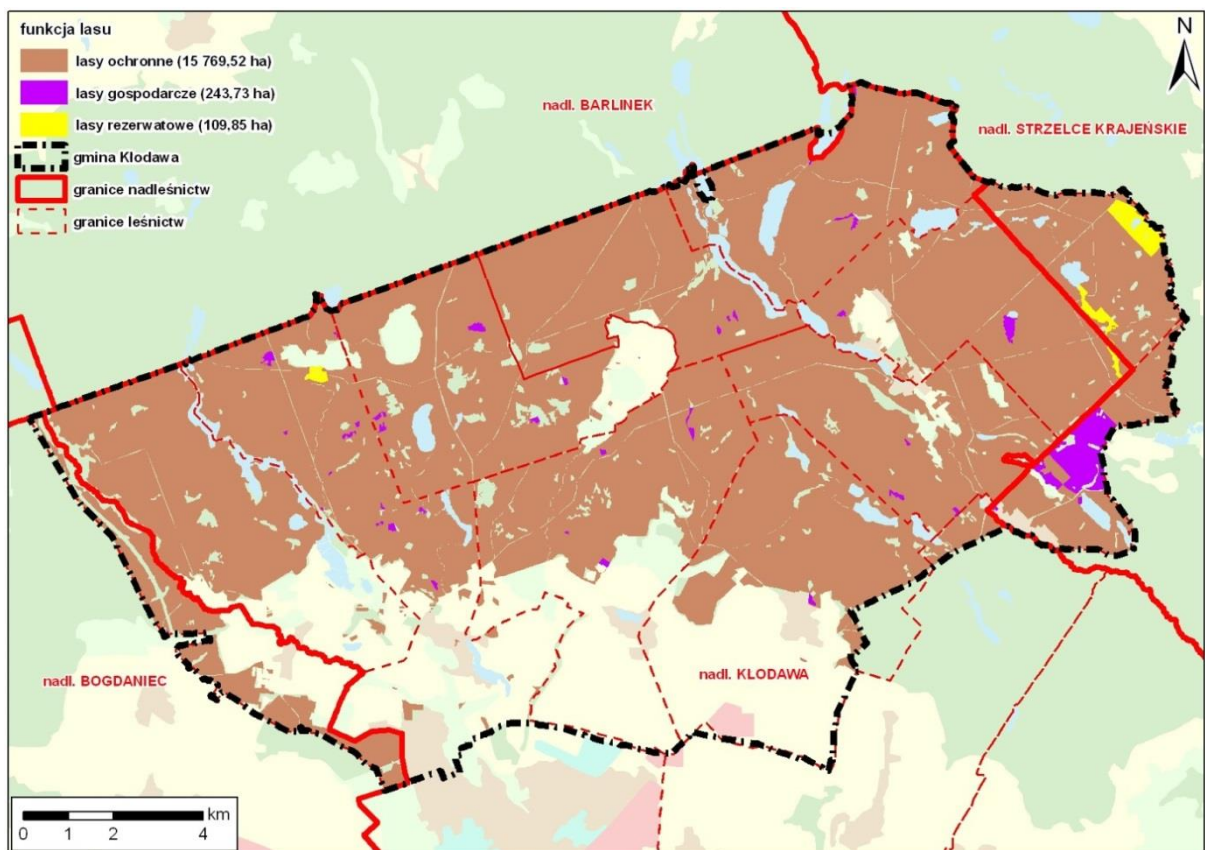 funkcja lasu
lasy ochronne (15 769,52 ha)
lasy gospodarcze (243,73 ha)
lasy rezerwatowe (109,85 ha)
gmina Kłodawa
granice nadleśnictw
granice leśnictw
N
nadl. BARLINEK
nadl. STRZELCE KRAJEŃSKIE
nadl. BOGDANIEC
nadl. KŁODAWA
km
0 1 2 4